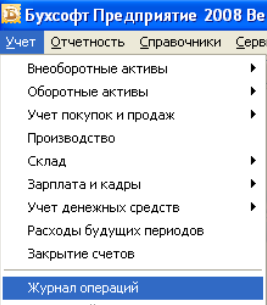 Бухсофт Предприятие 2008 Ве
Учет Отчетность Справочники Серв
Внеоборотные активы
Оборотные активы
Учет покупок и продаж
Производство
Склад
Зарплата и кадры
Учет денежных средств
Расходы будущих периодов
Закрытие счетов
Журнал операций